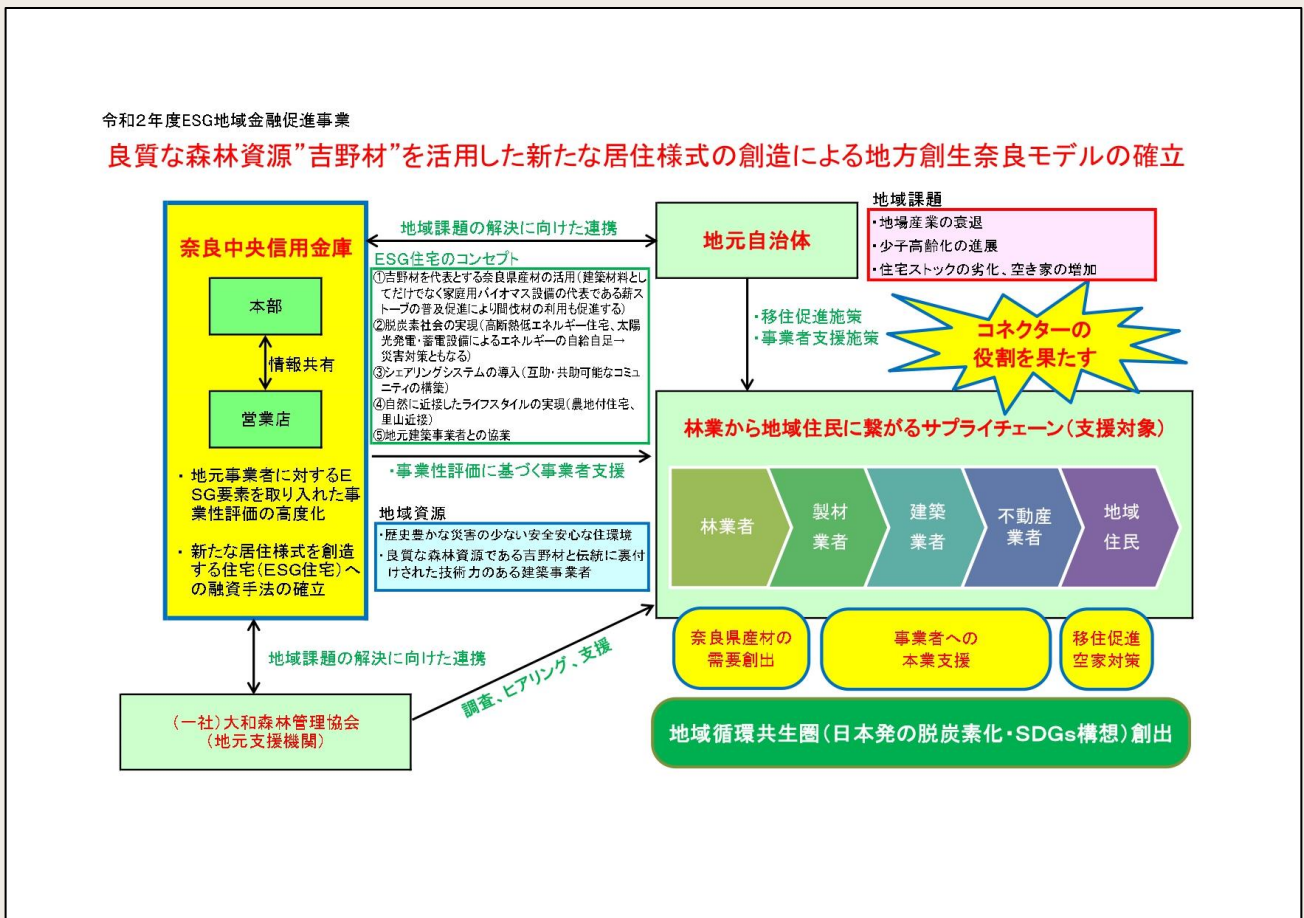 令和2年度ESG地域金融促進事業
良質な森林資源”吉野材”を活用した新たな居住様式の創造による地方創生奈良モデルの確立
奈良中央信用金庫
本部
情報共有
営業店
・地元事業者に対するE
SG要素を取り入れた事
業性評価の高度化
・新たな居住様式を創造
する住宅(ESG住宅)へ
の融資手法の確立
地域課題の解決に向けた連携
ESG住宅のコンセプト
①吉野材を代表とする奈良県産材の活用(建築材料とし
てだけでなく家庭用バイオマス設備の代表である薪ス
トーブの普及促進により間伐材の利用も促進する)
②脱炭素社会の実現(高断熱低エネルギー住宅、太陽
光発電・蓄電設備によるエネルギーの自給自足→
災害対策ともなる)
③シェアリングシステムの導入(互助・共助可能なコミュ
ニティの構築)
④自然に近接したライフスタイルの実現(農地付住宅、
里山近接)
⑤地元建築事業者との協業
・事業性評価に基づく事業者支援
地域資源
・歴史豊かな災害の少ない安全安心な住環境
・良質な森林資源である吉野材と伝統に裏付
けされた技術力のある建築事業者
地元自治体
地域課題
・地場産業の衰退
・少子高齢化の進展
・住宅ストックの劣化、空き家の増加
・移住促進施策
・事業者支援施策
コネクターの
役割を果たす
林業から地域住民に繋がるサプライチェーン(支援対象)
林業者
製材
業者
建築
業者
不動産
業者
地域
住民
奈良県産材の
需要創出
事業者への
本業支援
移住促進
空家対策
地域循環共生圏(日本発の脱炭素化・SDGs構想)創出
地域課題の解決に向けた連携
調査、ヒアリング、支援
(一社)大和森林管理協会
(地元支援機関)